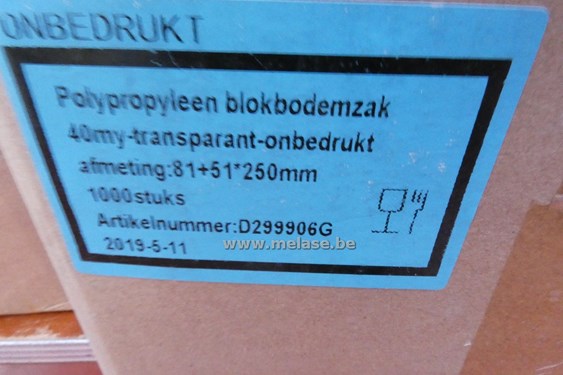 ONBEDRUKT
Polypropyleen blokbodemzak
40my-transparant-onbedrukt
afmeting:81+51*250mm
1000stuks
Artikelnummer:D299906G
www.melase.be
2019-5-11